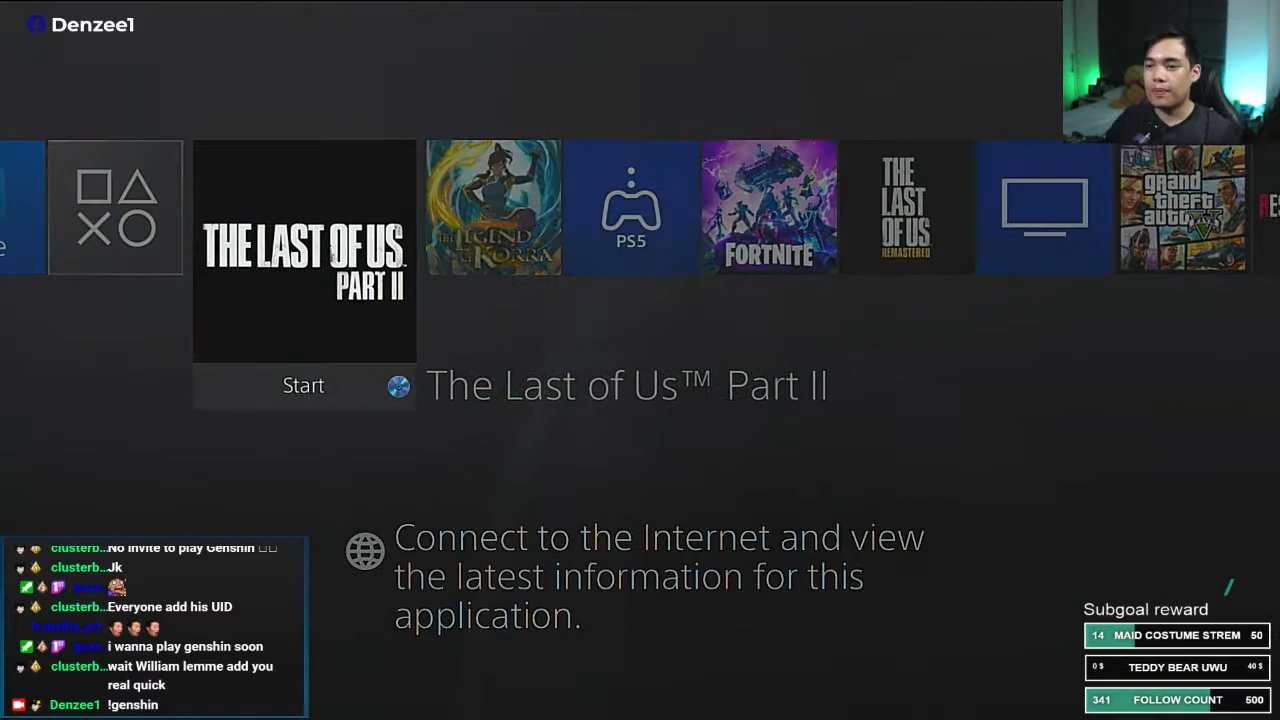 Denzee1
e
THE LAST OF US
PART II
THE LEGEND
OF KORRA
PS5
FORTNITE
THE
LAST
OF US
REMASTERED
grand
theft
auto V
RES
Start
The Last of Us™ Part II
Connect to the Internet and view
the latest information for this
application.
clusterb...No invite to play Genshin
clusterb...Jk
clusterb...Everyone add his UID
i wanna play genshin soon
clusterb...wait William lemme add you
real quick
Denzee1 !genshin
Subgoal reward
14 MAID COSTUME STREM 50
0 $ TEDDY BEAR UWU 40 $
341 FOLLOW COUNT 500